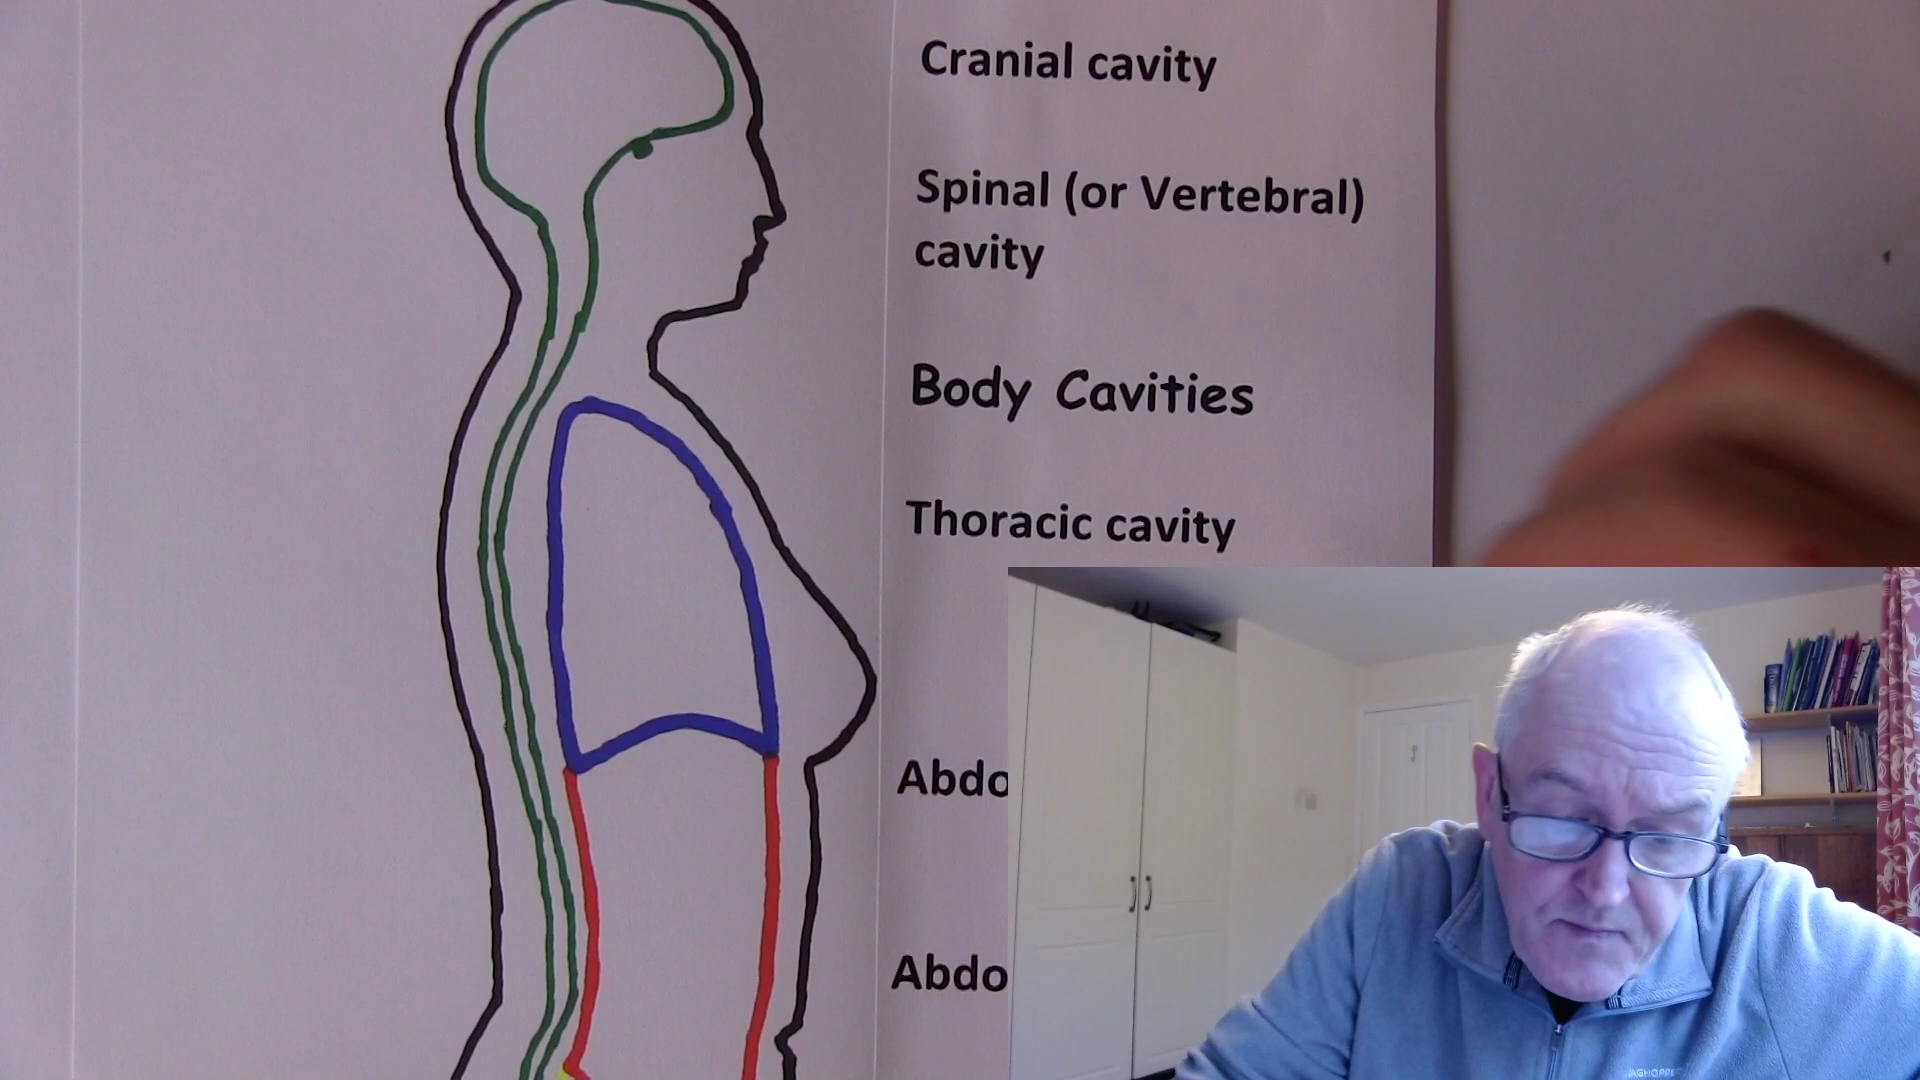 Cranial cavity
Spinal (or Vertebral)
cavity
Body Cavities
Thoracic cavity
Abdo
Abdo